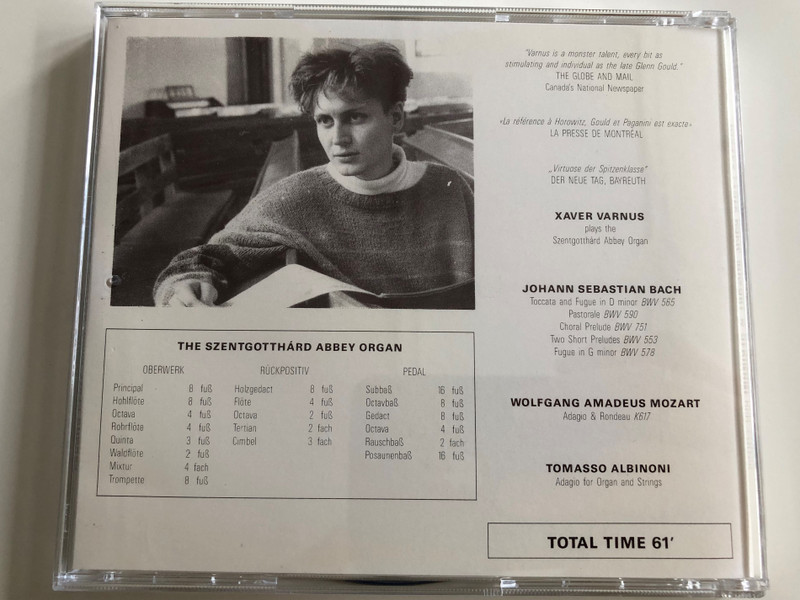 "Varnus is a monster talent, every bit as
stimulating and individual as the late Glenn Gould."
THE GLOBE AND MAIL
Canada's National Newspaper
«La référence à Horowitz, Gould et Paganini est exacte»
LA PRESSE DE MONTRÉAL
„Virtuose der Spitzenklasse"
DER NEUE TAG, BAYREUTH
XAVER VARNUS
plays the
Szentgotthárd Abbey Organ
JOHANN SEBASTIAN BACH
Toccata and Fugue in D minor BWV 565
Pastorale BWV 590
Choral Prelude BWV 751
Two Short Preludes BWV 553
Fugue in G minor BWV 578
WOLFGANG AMADEUS MOZART
Adagio & Rondeau K617
TOMASSO ALBINONI
Adagio for Organ and Strings
TOTAL TIME 61'
THE SZENTGOTTHÁRD ABBEY ORGAN
OBERWERK
Principal 8 fuß
Hohlflöte 8 fuß
Octava 4 fuß
Rohrflöte 4 fuß
Quinta 3 fuß
Waldflöte 2 fuß
Mixtur 4 fach
Trompette 8 fuß
RÜCKPOSITIV
Holzgedact 8 fuß
Flöte 4 fuß
Octava 2 fuß
Tertian 2 fach
Cimbel 3 fach
PEDAL
Subbaß 16 fuß
Octavbaß 8 fuß
Gedact 8 fuß
Octava 4 fuß
Rauschbaß 2 fach
Posaunenbaß 16 fuß